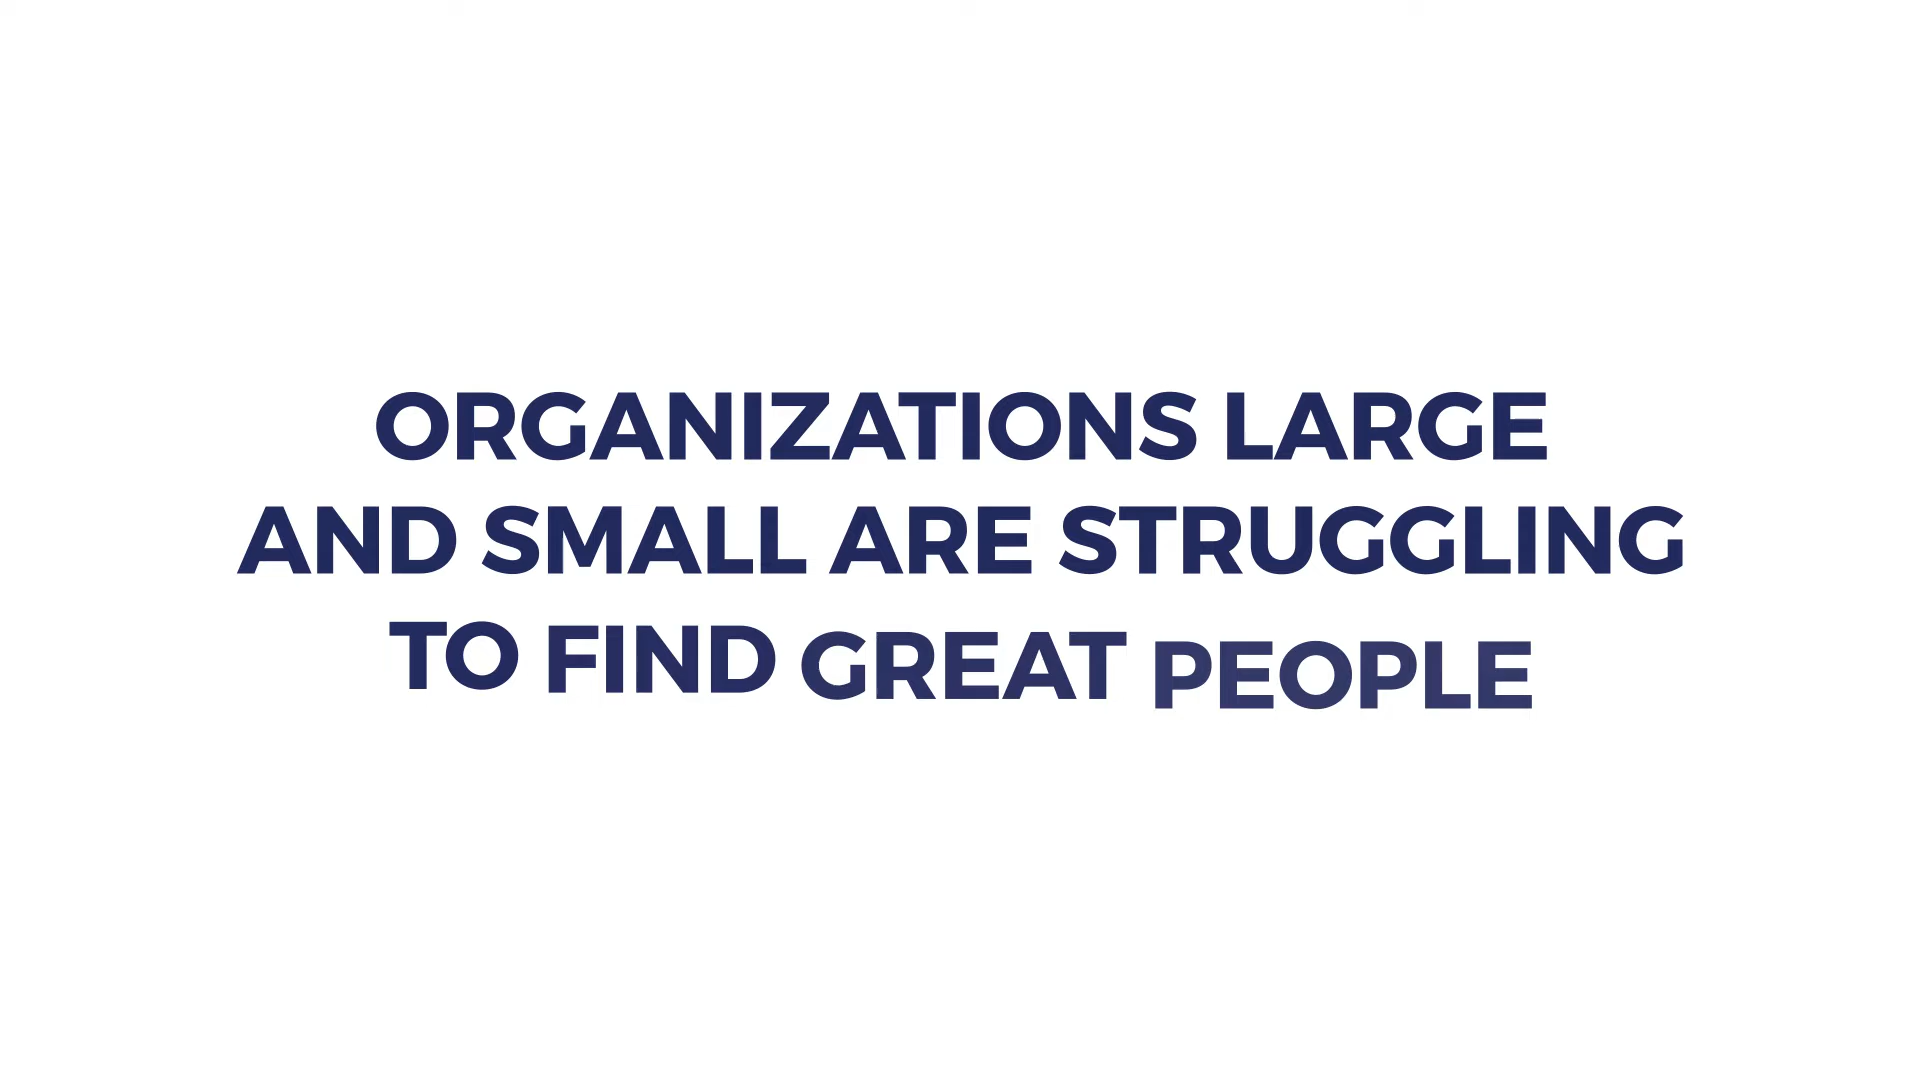 ORGANIZATIONS LARGE
AND SMALL ARE STRUGGLING
TO FIND GREAT PEOPLE